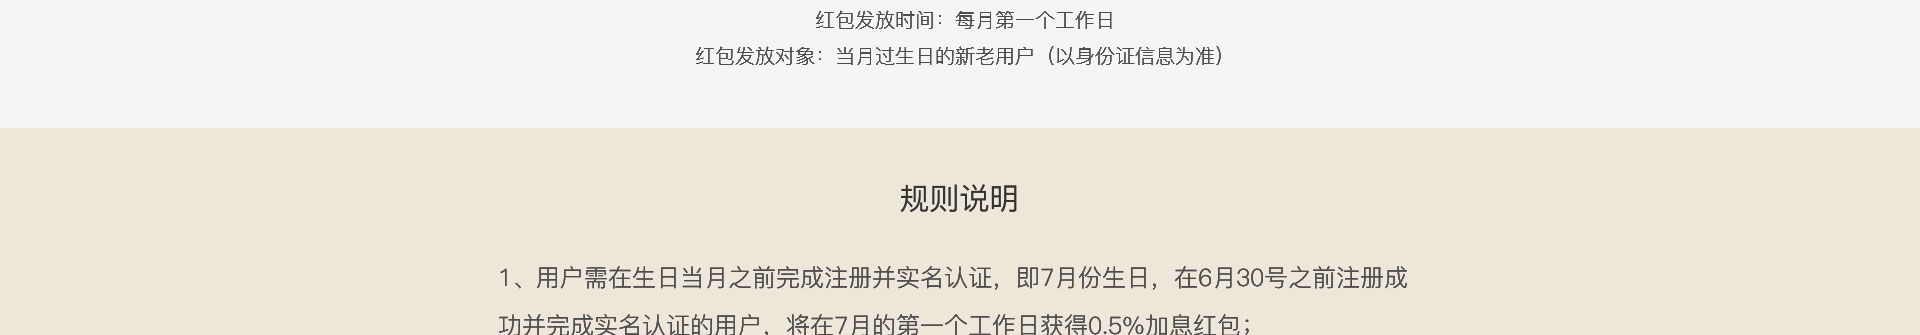 红包发放时间：每月第一个工作日
红包发放对象：当月过生日的新老用户（以身份证信息为准）
规则说明
1、用户需在生日当月之前完成注册并实名认证，即7月份生日，在6月30号之前注册成
功并完成实名认证的用户，将在7月的第一个工作日获得0.5%加息红包；